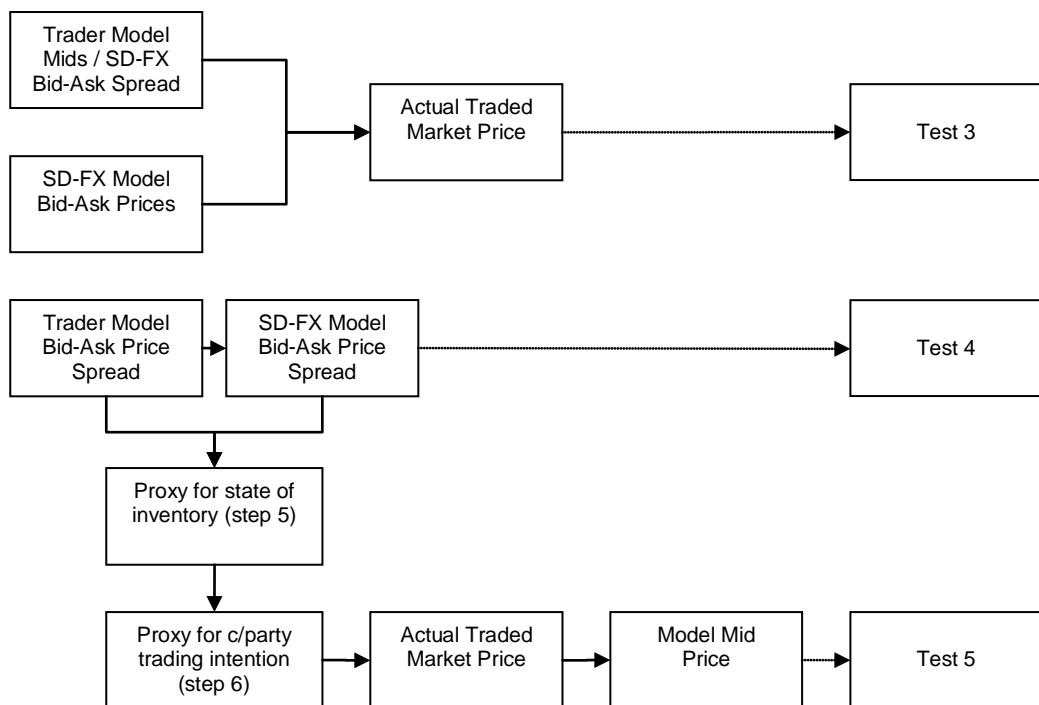 Trader Model
Mids / SD-FX
Bid-Ask Spread
Actual Traded
Market Price
Test 3
SD-FX Model
Bid-Ask Prices
Trader Model
Bid-Ask Price
Spread
SD-FX Model
Bid-Ask Price
Spread
Test 4
Proxy for state of
inventory (step 5)
Proxy for c/party
trading intention
(step 6)
Actual Traded
Market Price
Model Mid
Price
Test 5